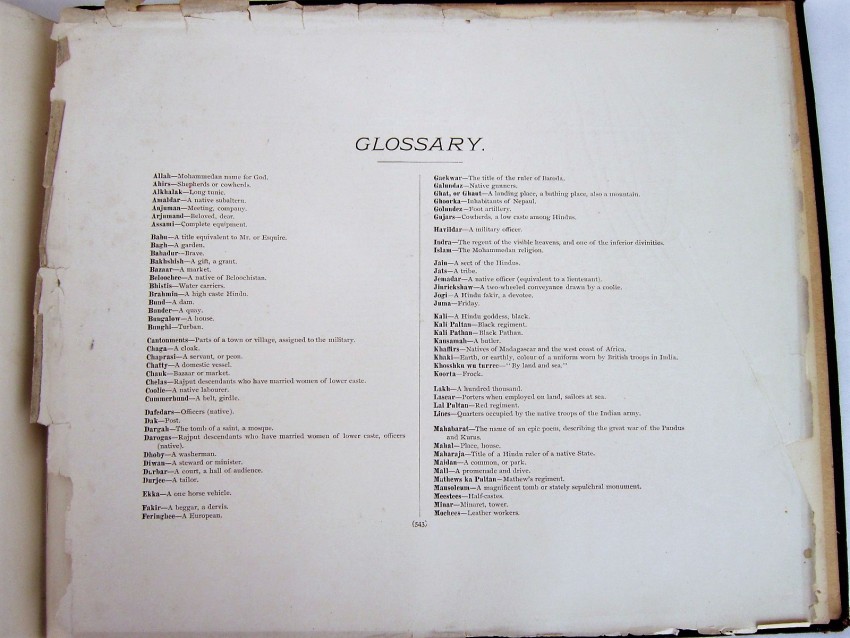 GLOSSARY.
Allah—Mohammedan name for God.
Ahirs—Shepherds or cowherds.
Alkhalak—Long tunic.
Amaldar—A native subaltern.
Anjuman—Meeting, company.
Arjumand—Beloved, dear.
Assami—Complete equipment.
Babu—A title equivalent to Mr. or Esquire.
Bagh—A garden.
Bahadur—Brave.
Bakhshish—A gift, a grant.
Bazaar—A market.
Beloochee—A native of Beloochistan.
Bhistis—Water carriers.
Brahmin—A high caste Hindu.
Bund—A dam.
Bunder—A quay.
Bungalow—A house.
Bunghi—Turban.
Cantonments—Parts of a town or village, assigned to the military.
Chaga—A cloak.
Chaprasi—A servant, or peon.
Chatty—A domestic vessel.
Chauk—Bazaar or market.
Chelas—Rajput descendants who have married women of lower caste.
Coolie—A native labourer.
Cummerbund—A belt, girdle.
Dafedars—Officers (native).
Dak—Post.
Dargah—The tomb of a saint, a mosque.
Darogas—Rajput descendants who have married women of lower caste, officers
(native).
Dhoby—A washerman.
Diwan—A steward or minister.
Durbar—A court, a hall of audience.
Durjee—A tailor.
Ekka—A one horse vehicle.
Fakir—A beggar, a dervis.
Feringhee—A European.
Gaekwar—The title of the ruler of Baroda.
Galundaz—Native gunners.
Ghat, or Ghaut—A landing place, a bathing place, also a mountain.
Ghoorka—Inhabitants of Nepaul.
Golundez—Foot artillery.
Gujars—Cowherds, a low caste among Hindus.
Havildar—A military officer.
Indra—The regent of the visible heavens, and one of the inferior divinities.
Islam—The Mohammedan religion.
Jain—A sect of the Hindus.
Jats—A tribe.
Jemadar—A native officer (equivalent to a lieutenant).
Jinrickshaw—A two-wheeled conveyance drawn by a coolie.
Jogi—A Hindu fakir, a devotee.
Juma—Friday.
Kali—A Hindu goddess, black.
Kali Paltan—Black regiment.
Kali Pathan—Black Pathan.
Kansamah—A butler.
Khaffirs—Natives of Madagascar and the west coast of Africa.
Khaki—Earth, or earthly, colour of a uniform worn by British troops in India.
Khosshku wu turrre—"By land and sea."
Koorta—Frock.
Lakh—A hundred thousand.
Lascar—Porters when employed on land, sailors at sea.
Lal Pultan—Red regiment.
Lines—Quarters occupied by the native troops of the Indian army.
Mahabarat—The name of an epic poem, describing the great war of the Pandus
and Kurus.
Mahal—Place, house.
Maharaja—Title of a Hindu ruler of a native State.
Maidan—A common, or park.
Mall—A promenade and drive.
Mathews ka Pultan—Mathew's regiment.
Mausoleum—A magnificent tomb or stately sepulchral monument.
Meestees—Half-castes.
Minar—Minaret, tower.
Mochees—Leather workers.
(543)